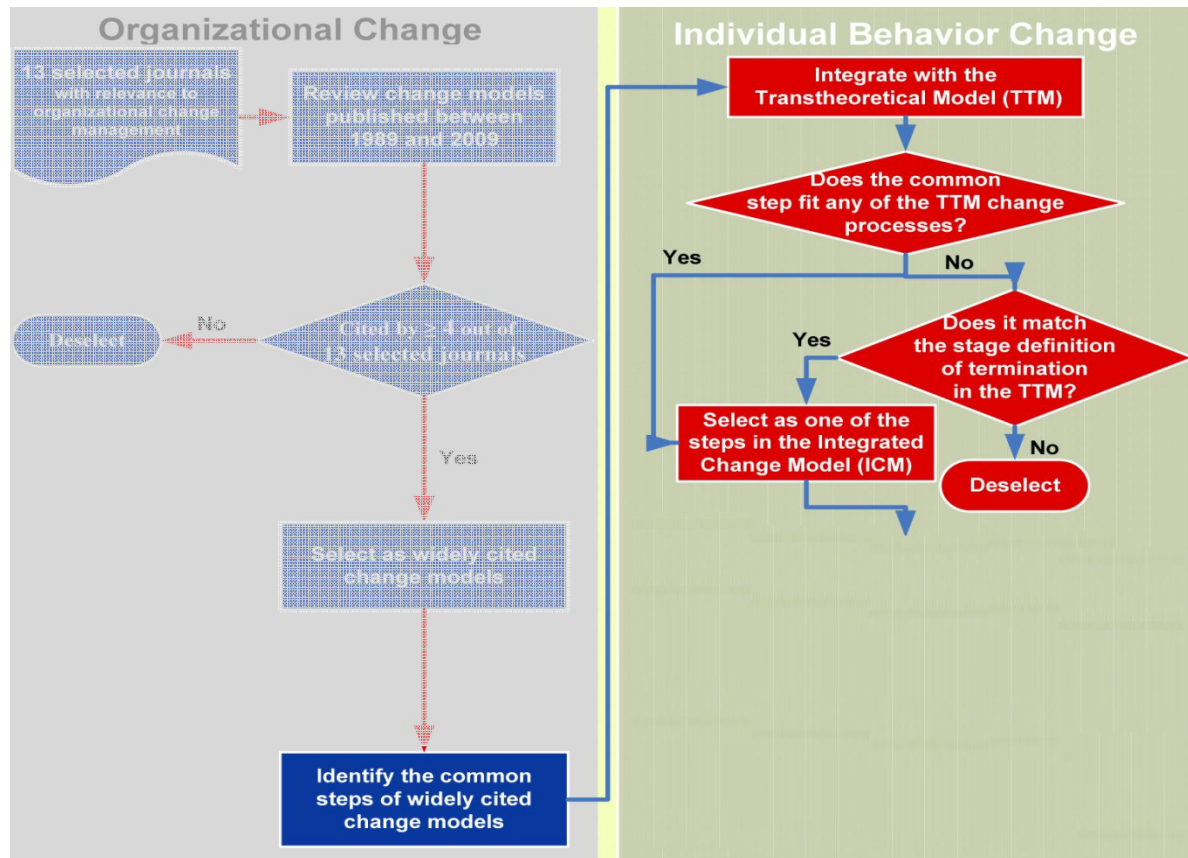 Organizational Change
13 selected journals
with relevance to
organizational change
management
Review change models
published between
1989 and 2009
Cited by ≥ 4 out of
13 selected journals
No
Deselect
Yes
Select as widely cited
change models
Identify the common
steps of widely cited
change models
Individual Behavior Change
Integrate with the
Transtheoretical Model (TTM)
Does the common
step fit any of the TTM change
processes?
Yes
No
Does it match
the stage definition
of termination
in the TTM?
Yes
Select as one of the
steps in the Integrated
Change Model (ICM)
No
Deselect